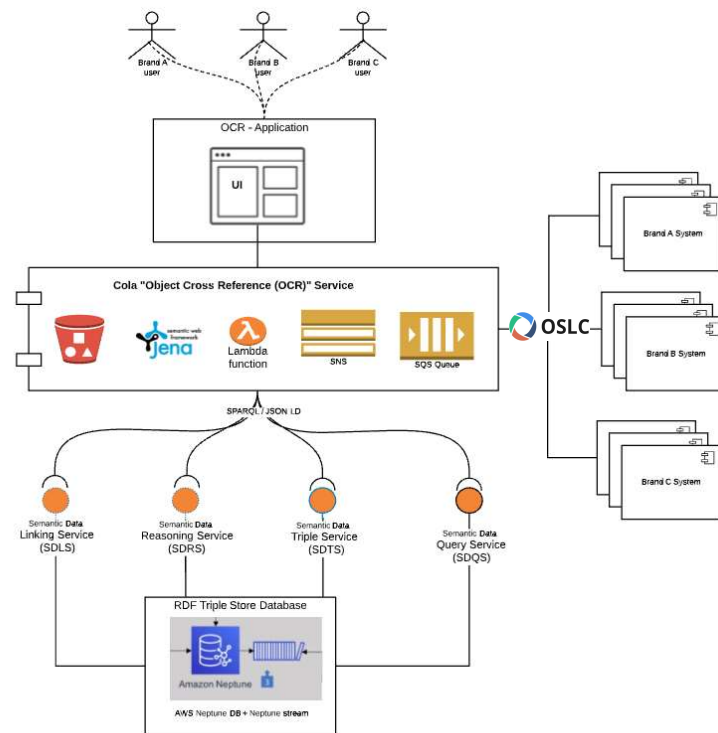 Brand A
user
Brand B
user
Brand C
user
OCR - Application
UI
Cola "Object Cross Reference (OCR)" Service
semantic web
framework
Jena
Lambda
function
SNS
SQS Queue
OSLC
Brand A System
Brand B System
Brand C System
SPARQL / JSON LD
Semantic Data
Linking Service
(SDLS)
Semantic Data
Reasoning Service
(SDRS)
Semantic Data
Triple Service
(SDTS)
Semantic Data
Query Service
(SDQS)
RDF Triple Store Database
Amazon Neptune
AWS Neptune DB + Neptune stream